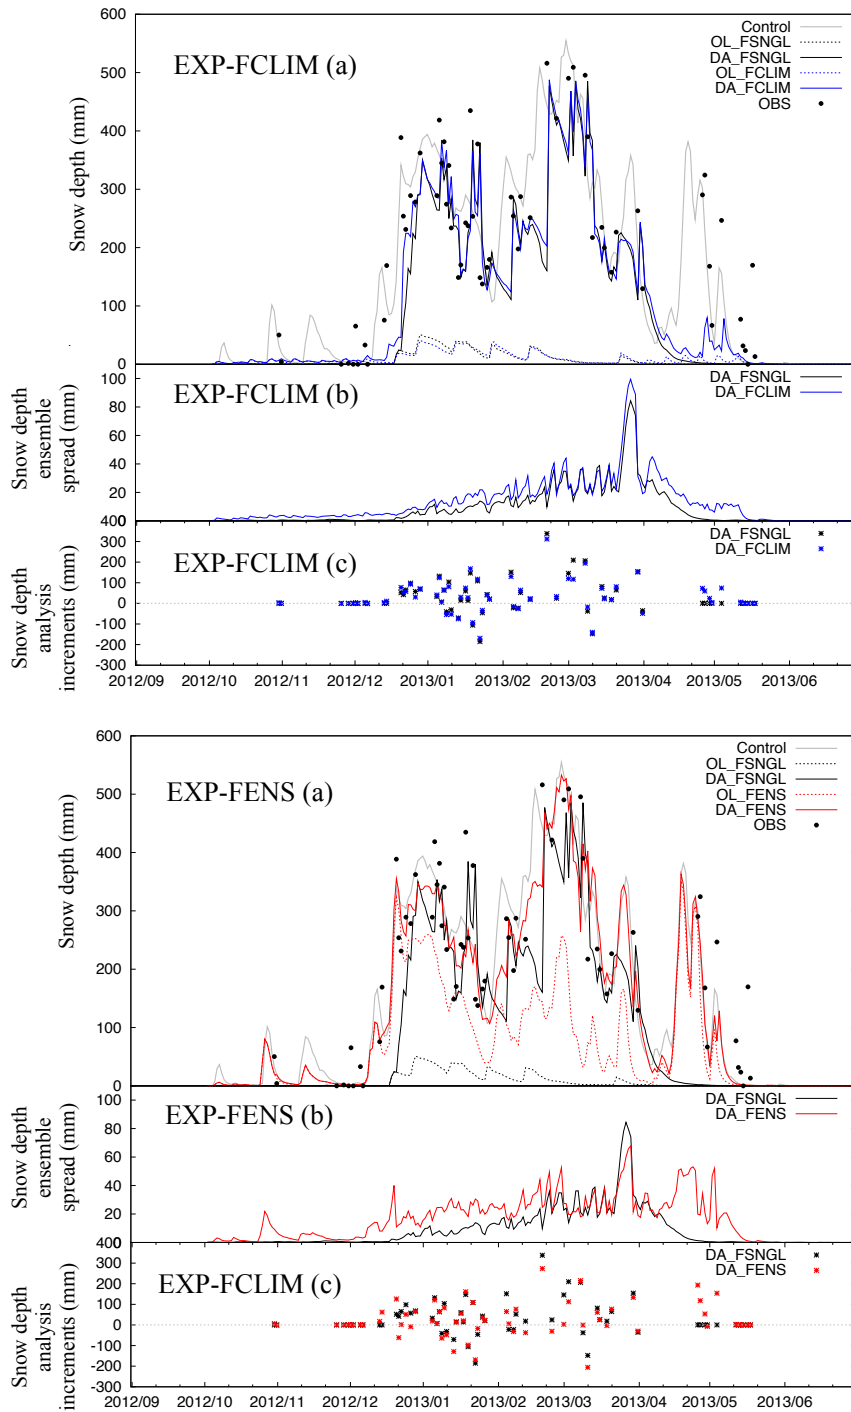 600
500
400
300
200
100
0
Snow depth (mm)
EXP-FCLIM (a)
Control
OL_FSNGL
DA_FSNGL
OL_FCLIM
DA_FCLIM
OBS
100
80
60
40
20
0
Snow depth
ensemble
spread (mm)
EXP-FCLIM (b)
DA_FSNGL
DA_FCLIM
400
300
200
100
0
-100
-200
-300
Snow depth
analysis
increments (mm)
EXP-FCLIM (c)
DA_FSNGL
DA_FCLIM
2012/09 2012/10 2012/11 2012/12 2013/01 2013/02 2013/03 2013/04 2013/05 2013/06
600
500
400
300
200
100
0
Snow depth (mm)
EXP-FENS (a)
Control
OL_FSNGL
DA_FSNGL
OL_FENS
DA_FENS
OBS
100
80
60
40
20
0
Snow depth
ensemble
spread (mm)
EXP-FENS (b)
DA_FSNGL
DA_FENS
400
300
200
100
0
-100
-200
-300
Snow depth
analysis
increments (mm)
EXP-FCLIM (c)
DA_FSNGL
DA_FENS
2012/09 2012/10 2012/11 2012/12 2013/01 2013/02 2013/03 2013/04 2013/05 2013/06